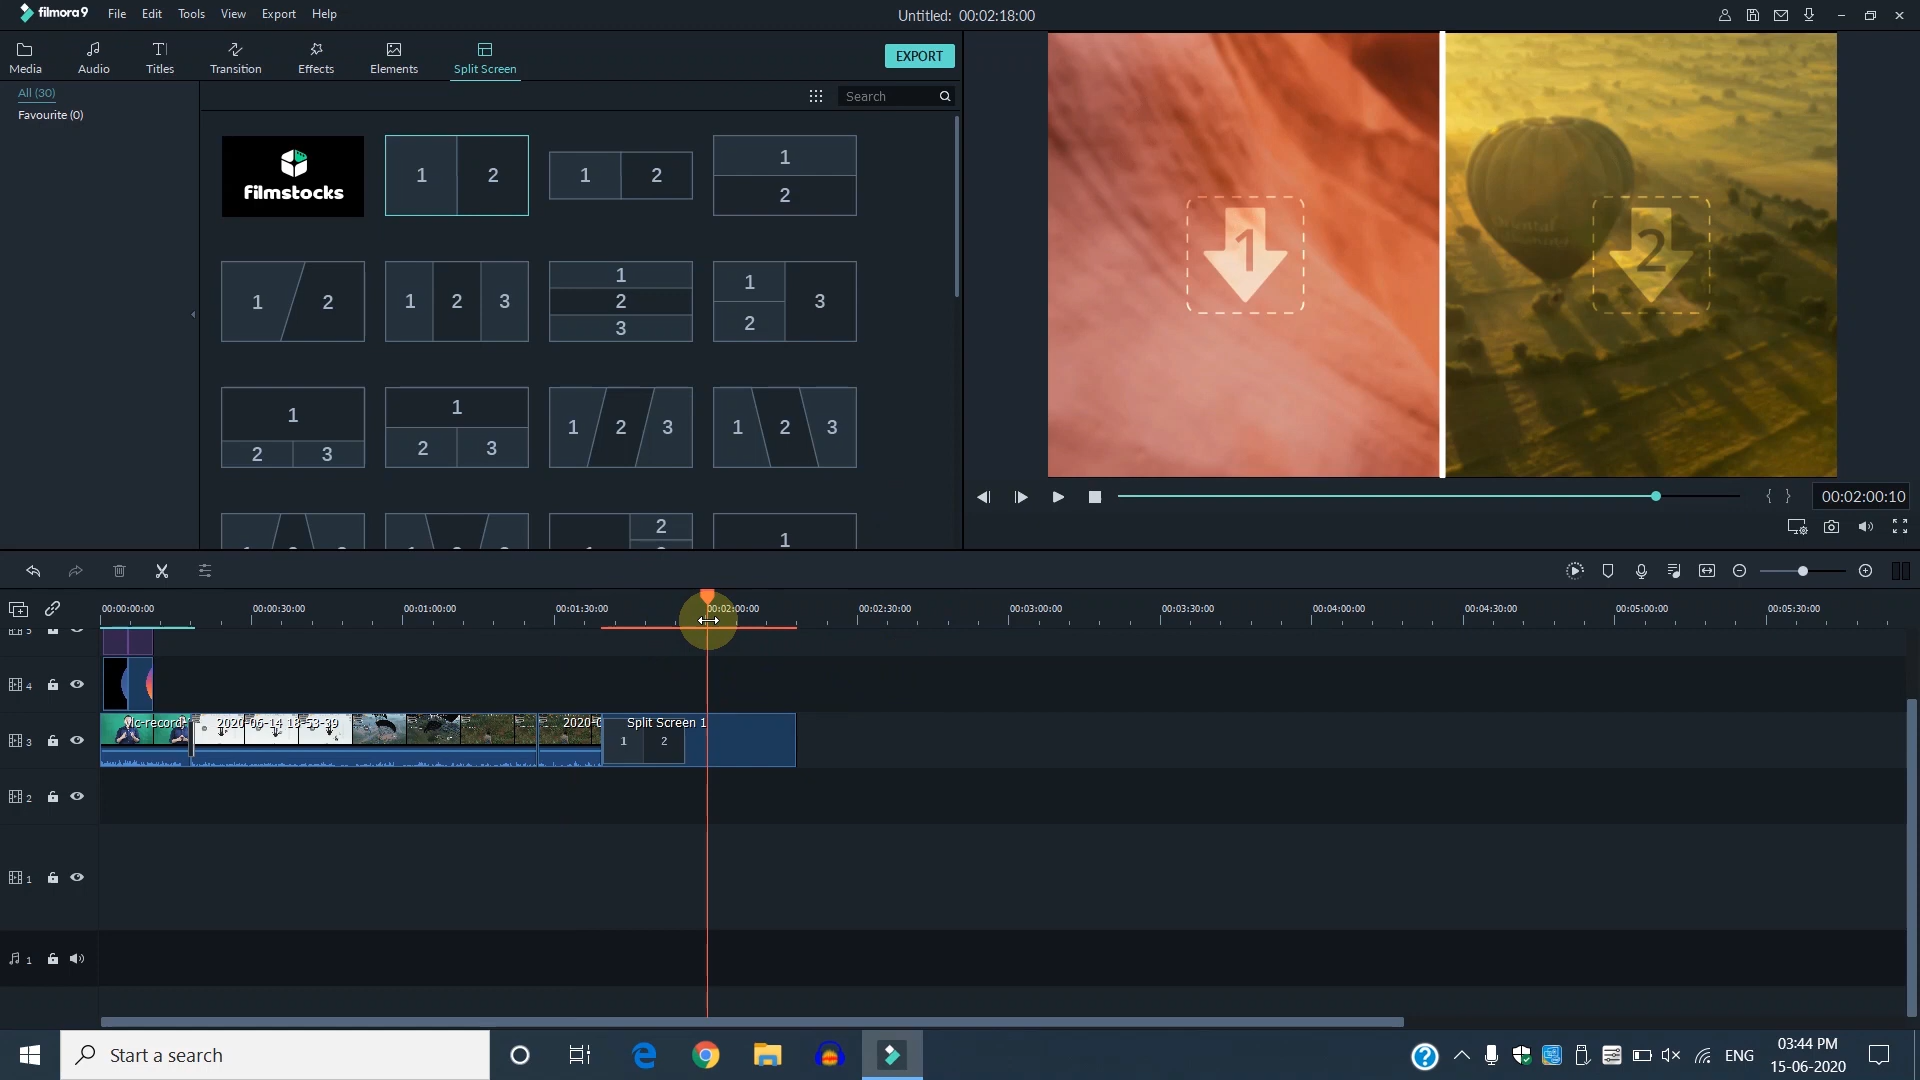 filmora9
File Edit Tools View Export Help
Untitled: 00:02:18:00
Media Audio Titles Transition Effects Elements Split Screen
EXPORT
All (30)
Favourite (0)
Search
filmstocks
1 2
1 2
1
2
1 2
1 2 3
1
2
3
1
2
3
1
2 3
1
2 3
1 2 3
1 2 3
2
1
1
2
00:02:00:10
00:00:00:00 00:00:30:00 00:01:00:00 00:01:30:00 00:02:00:00 00:02:30:00 00:03:00:00 00:03:30:00 00:04:00:00 00:04:30:00 00:05:00:00 00:05:30:00
4
3
vlc-record- 2020-06-14 18-53-39 2020-0 Split Screen 1
1 2
2
1
1
Start a search
ENG
03:44 PM
15-06-2020